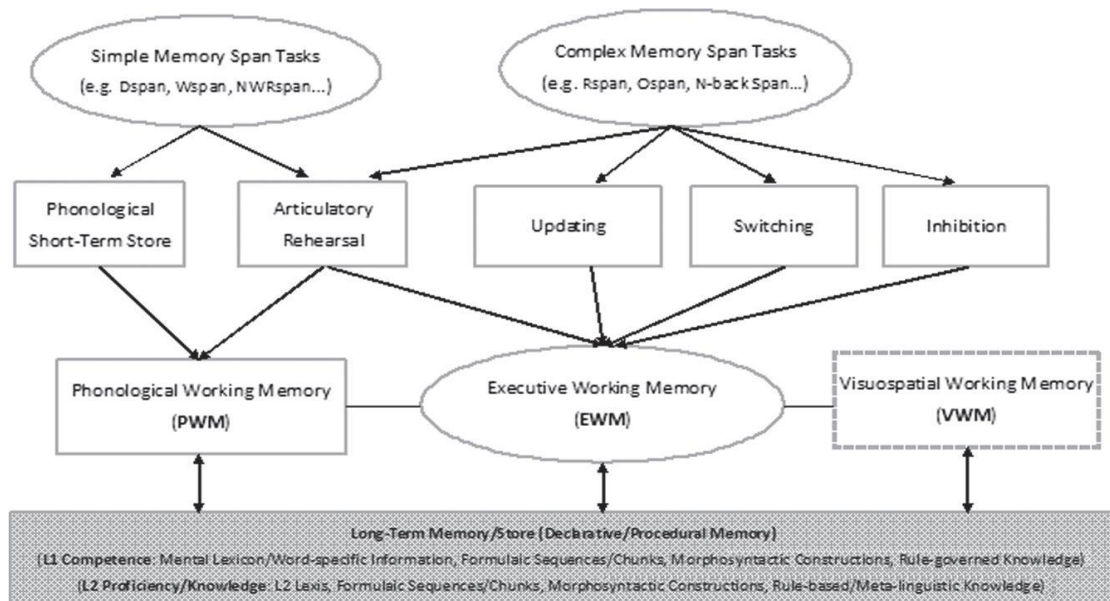 Simple Memory Span Tasks
(e.g. Dspan, Wspan, NWRspan...)
Complex Memory Span Tasks
(e.g. Rspan, Ospan, N-back Span...)
Phonological
Short-Term Store
Articulatory
Rehearsal
Updating
Switching
Inhibition
Phonological Working Memory
(PWM)
Executive Working Memory
(EWM)
Visuospatial Working Memory
(VWM)
Long-Term Memory/Store (Declarative/Procedural Memory)
(L1 Competence: Mental Lexicon/Word-specific Information, Formulaic Sequences/Chunks, Morphosyntactic Constructions, Rule-governed Knowledge)
(L2 Proficiency/Knowledge: L2 Lexis, Formulaic Sequences/Chunks, Morphosyntactic Constructions, Rule-based/Meta-linguistic Knowledge)